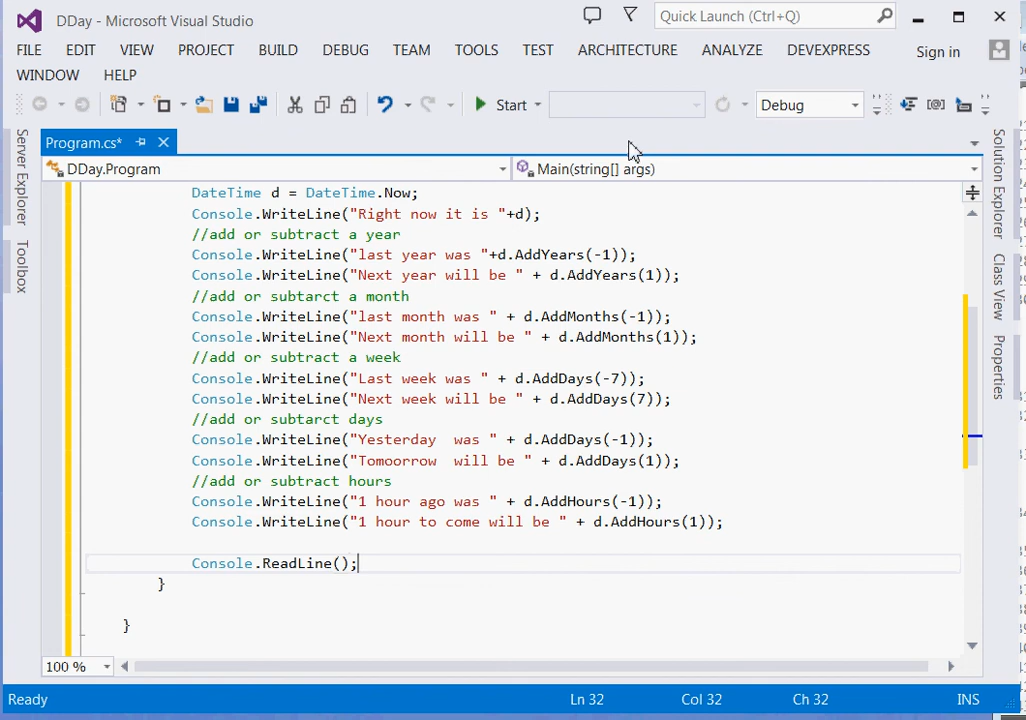 DDay - Microsoft Visual Studio
Quick Launch (Ctrl+Q)
FILE EDIT VIEW PROJECT BUILD DEBUG TEAM TOOLS TEST ARCHITECTURE ANALYZE DEVEXPRESS Sign in
WINDOW HELP
Start Debug
Program.cs*
DDay.Program Main(string[] args)
Server Explorer
Toolbox
DateTime d = DateTime.Now;
Console.WriteLine("Right now it is "+d);
//add or subtract a year
Console.WriteLine("last year was "+d.AddYears(-1));
Console.WriteLine("Next year will be " + d.AddYears(1));
//add or subtarct a month
Console.WriteLine("last month was " + d.AddMonths(-1));
Console.WriteLine("Next month will be " + d.AddMonths(1));
//add or subtract a week
Console.WriteLine("Last week was " + d.AddDays(-7));
Console.WriteLine("Next week will be " + d.AddDays(7));
//add or subtarct days
Console.WriteLine("Yesterday  was " + d.AddDays(-1));
Console.WriteLine("Tomoorrow  will be " + d.AddDays(1));
//add or subtract hours
Console.WriteLine("1 hour ago was " + d.AddHours(-1));
Console.WriteLine("1 hour to come will be " + d.AddHours(1));
Console.ReadLine();
}
}
Solution Explorer
Class View
Properties
100 %
Ready Ln 32 Col 32 Ch 32 INS